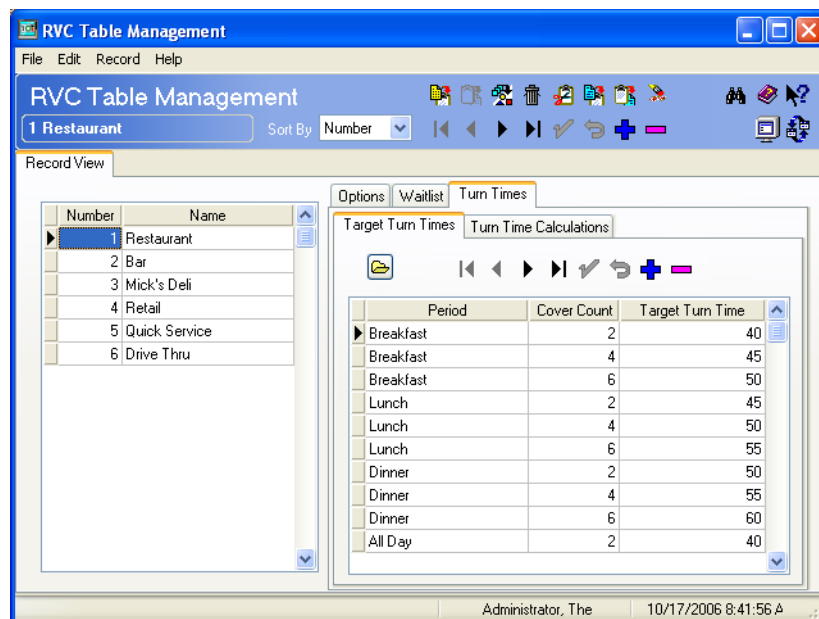 RVC Table Management
File Edit Record Help
RVC Table Management
1 Restaurant Sort By Number
Record View
Options Waitlist Turn Times
Target Turn Times Turn Time Calculations
Number Name
1 Restaurant
2 Bar
3 Mick's Deli
4 Retail
5 Quick Service
6 Drive Thru
Period Cover Count Target Turn Time
Breakfast 2 40
Breakfast 4 45
Breakfast 6 50
Lunch 2 45
Lunch 4 50
Lunch 6 55
Dinner 2 50
Dinner 4 55
Dinner 6 60
All Day 2 40
Administrator, The 10/17/2006 8:41:56 A